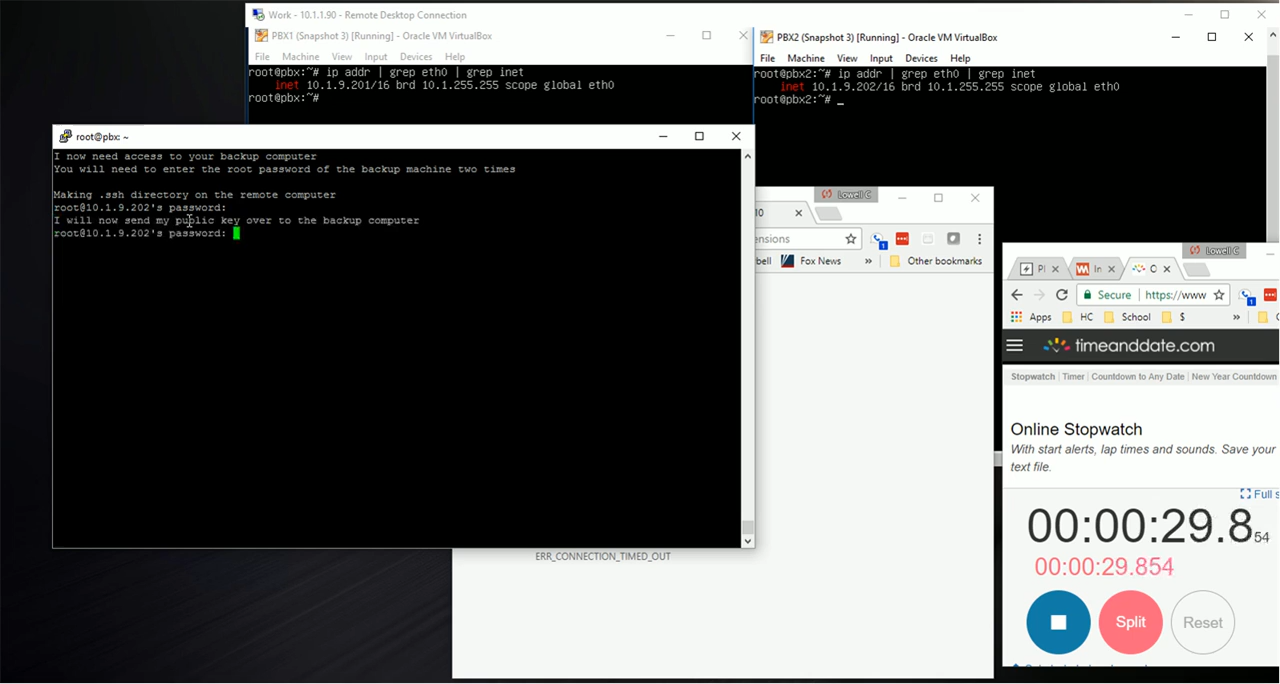 Work - 10.1.1.90 - Remote Desktop Connection
PBX1 (Snapshot 3) [Running] - Oracle VM VirtualBox
File Machine View Input Devices Help
root@pbx:~# ip addr | grep eth0 | grep inet
inet 10.1.9.201/16 brd 10.1.255.255 scope global eth0
root@pbx:~#
PBX2 (Snapshot 3) [Running] - Oracle VM VirtualBox
File Machine View Input Devices Help
root@pbx2:~# ip addr | grep eth0 | grep inet
inet 10.1.9.202/16 brd 10.1.255.255 scope global eth0
root@pbx2:~# _
root@pbx: ~
I now need access to your backup computer
You will need to enter the root password of the backup machine two times
Making .ssh directory on the remote computer
root@10.1.9.202's password:
I will now send my public key over to the backup computer
root@10.1.9.202's password:
Lowell C
10
ensions
bell Fox News » Other bookmarks
ERR_CONNECTION_TIMED_OUT
Lowell C
Pl In O
Secure https://www
Apps HC School $ »
timeanddate.com
Stopwatch | Timer | Countdown to Any Date | New Year Countdown
Online Stopwatch
With start alerts, lap times and sounds. Save your
text file.
Full s
00:00:29.854
00:00:29.854
Split Reset